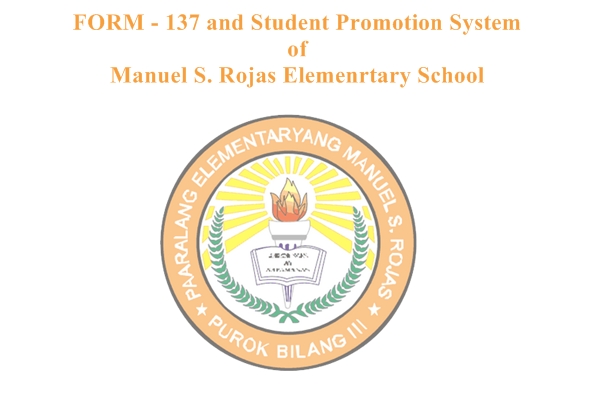 FORM - 137 and Student Promotion System
of
Manuel S. Rojas Elemenrtary School
PAARALANG ELEMENTARYANG MANUEL S. ROJAS
PUROK BILANG III